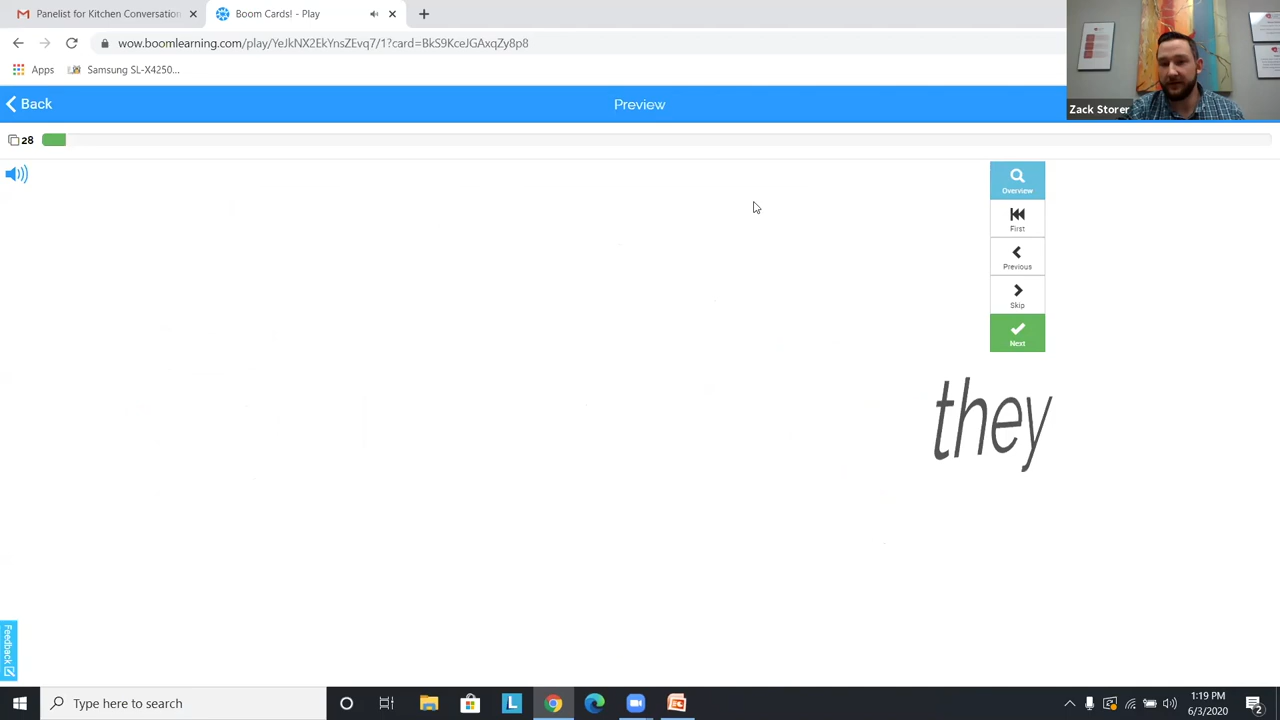 Panelist for Kitchen Conversation
Boom Cards! - Play
wow.boomlearning.com/play/YeJkNX2EkYnsZEvq7/1?card=BkS9KceJGAxqZy8p8
Apps
Samsung SL-X4250...
Back
Preview
Zack Storer
28
Overview
First
Previous
Skip
Next
they
Feedback
Type here to search
1:19 PM
6/3/2020
2